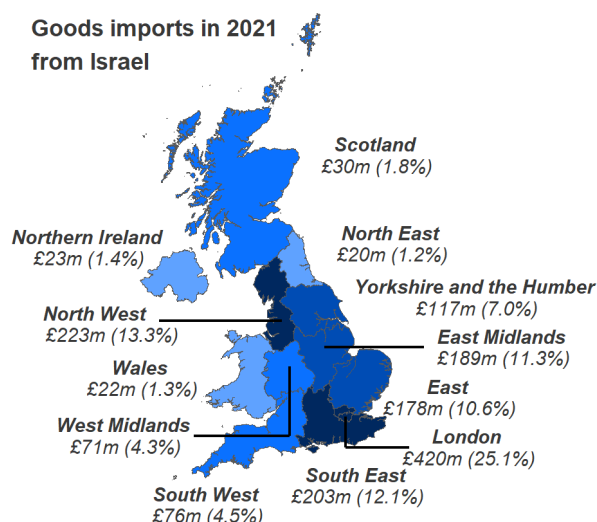 Goods imports in 2021
from Israel
Scotland
£30m (1.8%)
Northern Ireland
£23m (1.4%)
North East
£20m (1.2%)
Yorkshire and the Humber
£117m (7.0%)
North West
£223m (13.3%)
East Midlands
£189m (11.3%)
Wales
£22m (1.3%)
East
£178m (10.6%)
West Midlands
£71m (4.3%)
London
£420m (25.1%)
South East
£203m (12.1%)
South West
£76m (4.5%)